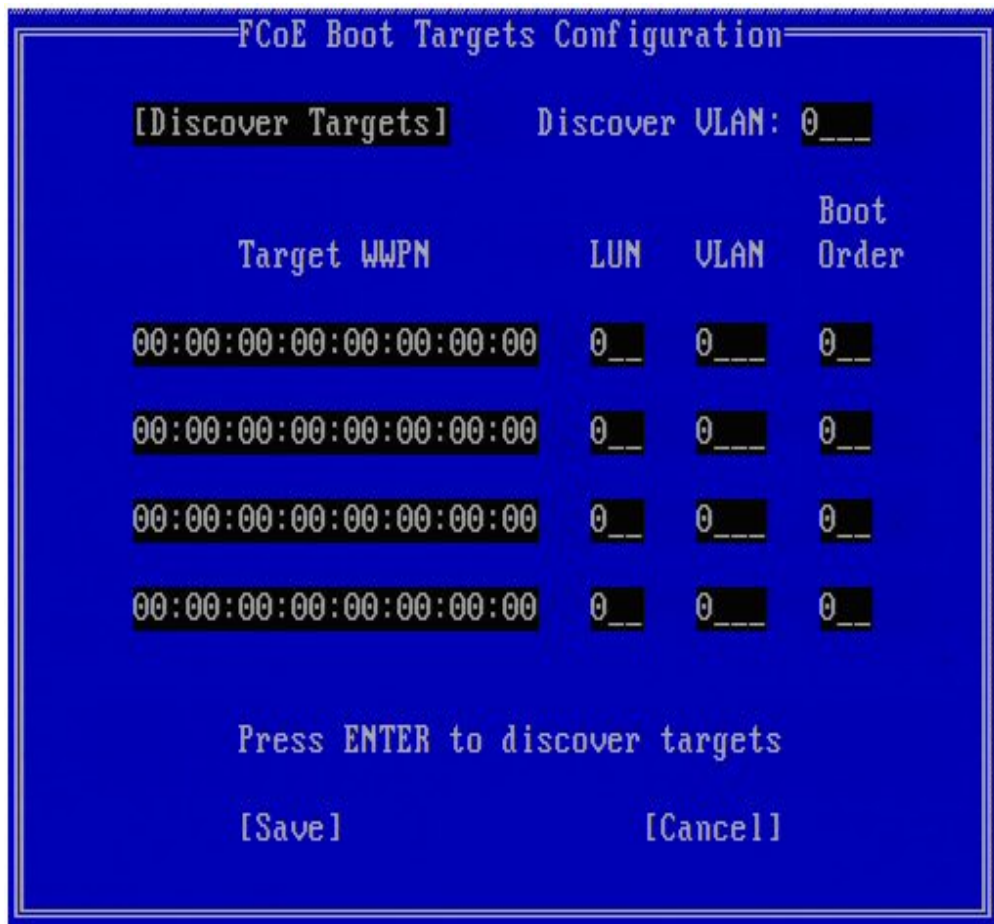 FCoE Boot Targets Configuration
[Discover Targets] Discover VLAN: 0___
Boot
Target WWPN LUN VLAN Order
00:00:00:00:00:00:00:00 0__ 0___ 0__
00:00:00:00:00:00:00:00 0__ 0___ 0__
00:00:00:00:00:00:00:00 0__ 0___ 0__
00:00:00:00:00:00:00:00 0__ 0___ 0__
Press ENTER to discover targets
[Save] [Cancel]